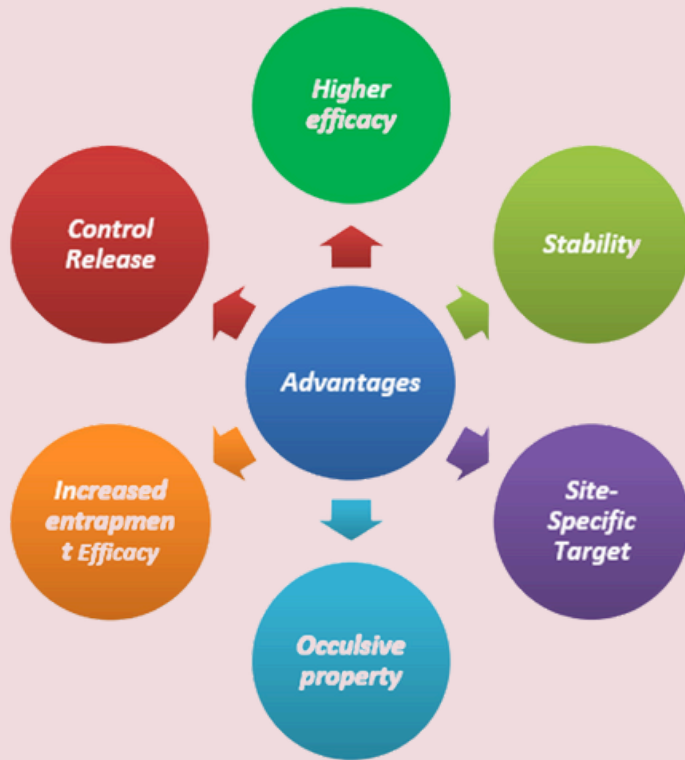 Higher
efficacy
Control
Release
Stability
Advantages
Increased
entrapmen
t Efficacy
Site-
Specific
Target
Occulsive
property